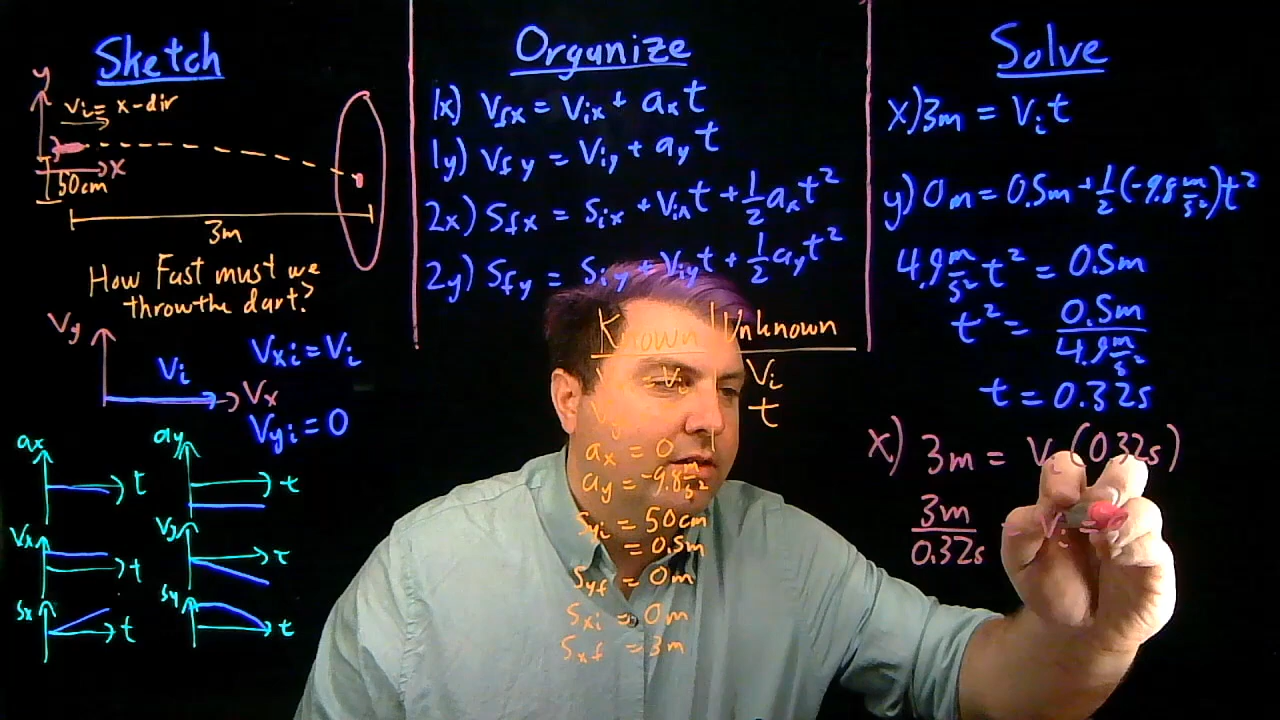 Sketch
y
Vi = x-dir
x
50cm
3m
How Fast must we
throw the dart?
Vy
Vi
Vx
Vxi = Vi
Vyi = 0
ax
t
ay
t
Vx
t
Vy
t
Sx
t
Sy
t
Organize
1x) Vfx = Vix + axt
1y) Vfy = Viy + ayt
2x) Sfx = Six + Vixt + 1/2 axt²
2y) Sfy = Siy + Viyt + 1/2 ayt²
Known | Unknown
Vi
t
ax = 0
ay = -9.8 m/s²
Syi = 50cm
= 0.5m
Syf = 0m
Sxi = 0m
Sxf = 3m
Solve
x) 3m = Vit
y) 0m = 0.5m + 1/2(-9.8 m/s²)t²
4.9 m/s² t² = 0.5m
t² = 0.5m / 4.9 m/s²
t = 0.32s
x) 3m = Vi(0.32s)
3m / 0.32s
Vi =